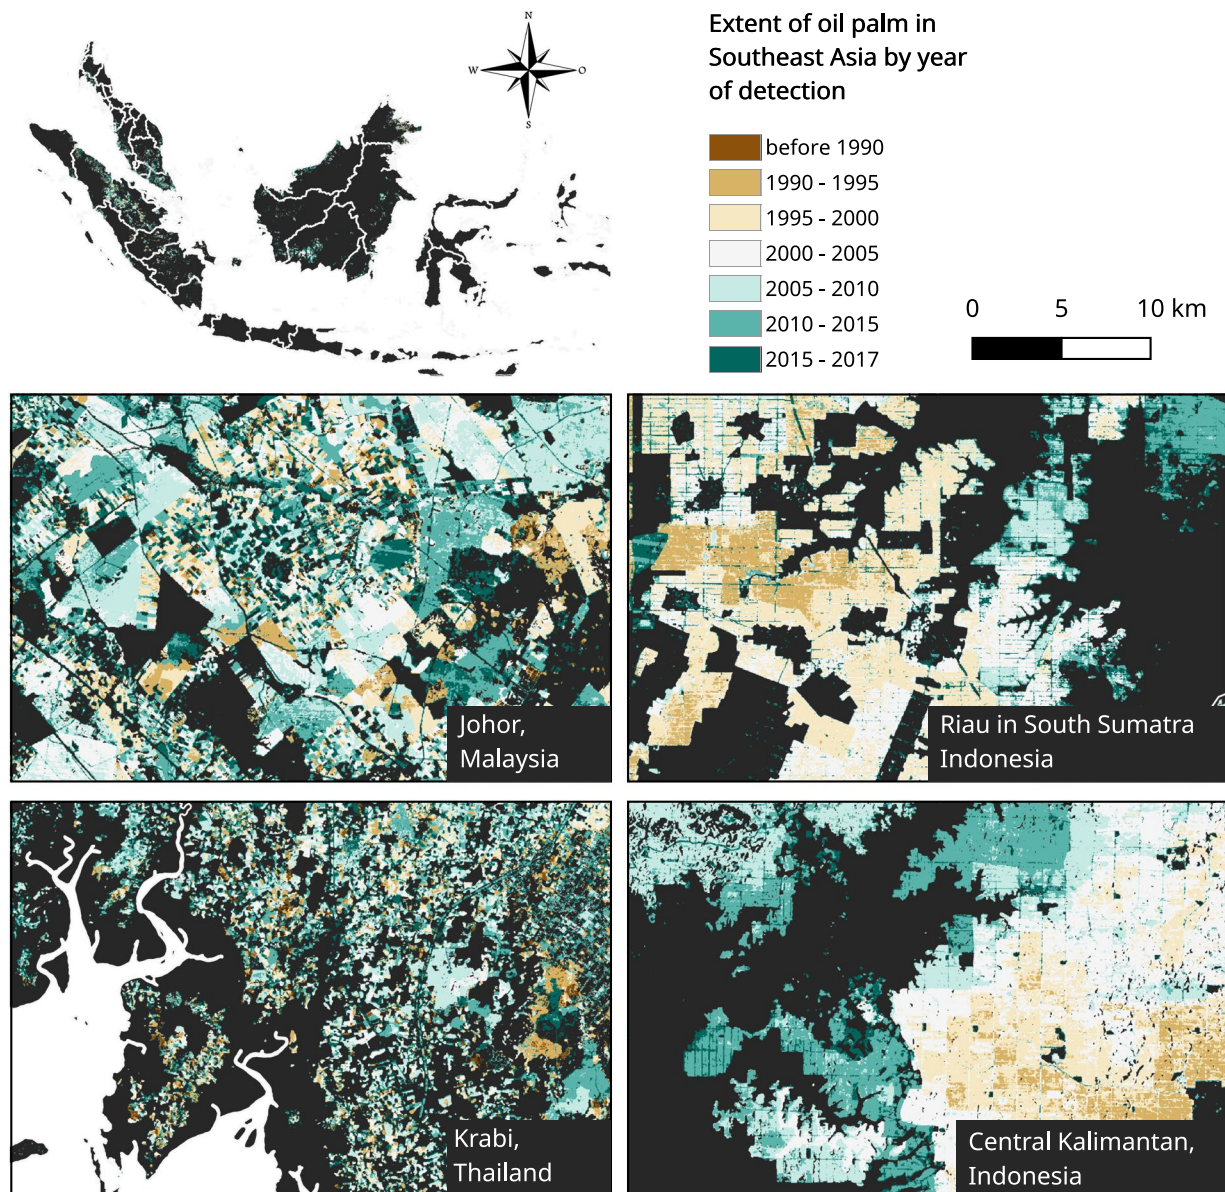 N
W
O
S
Extent of oil palm in
Southeast Asia by year
of detection
before 1990
1990 - 1995
1995 - 2000
2000 - 2005
2005 - 2010
2010 - 2015
2015 - 2017
0 5 10 km
Johor,
Malaysia
Riau in South Sumatra
Indonesia
Krabi,
Thailand
Central Kalimantan,
Indonesia